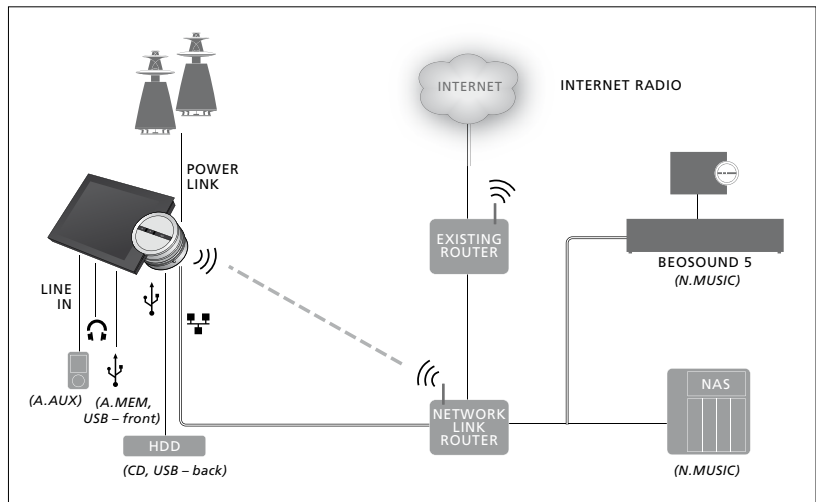 INTERNET
INTERNET RADIO
POWER
LINK
EXISTING
ROUTER
BEOSOUND 5
(N.MUSIC)
LINE
IN
(A.AUX)
(A.MEM,
USB – front)
HDD
(CD, USB – back)
NETWORK
LINK
ROUTER
NAS
(N.MUSIC)